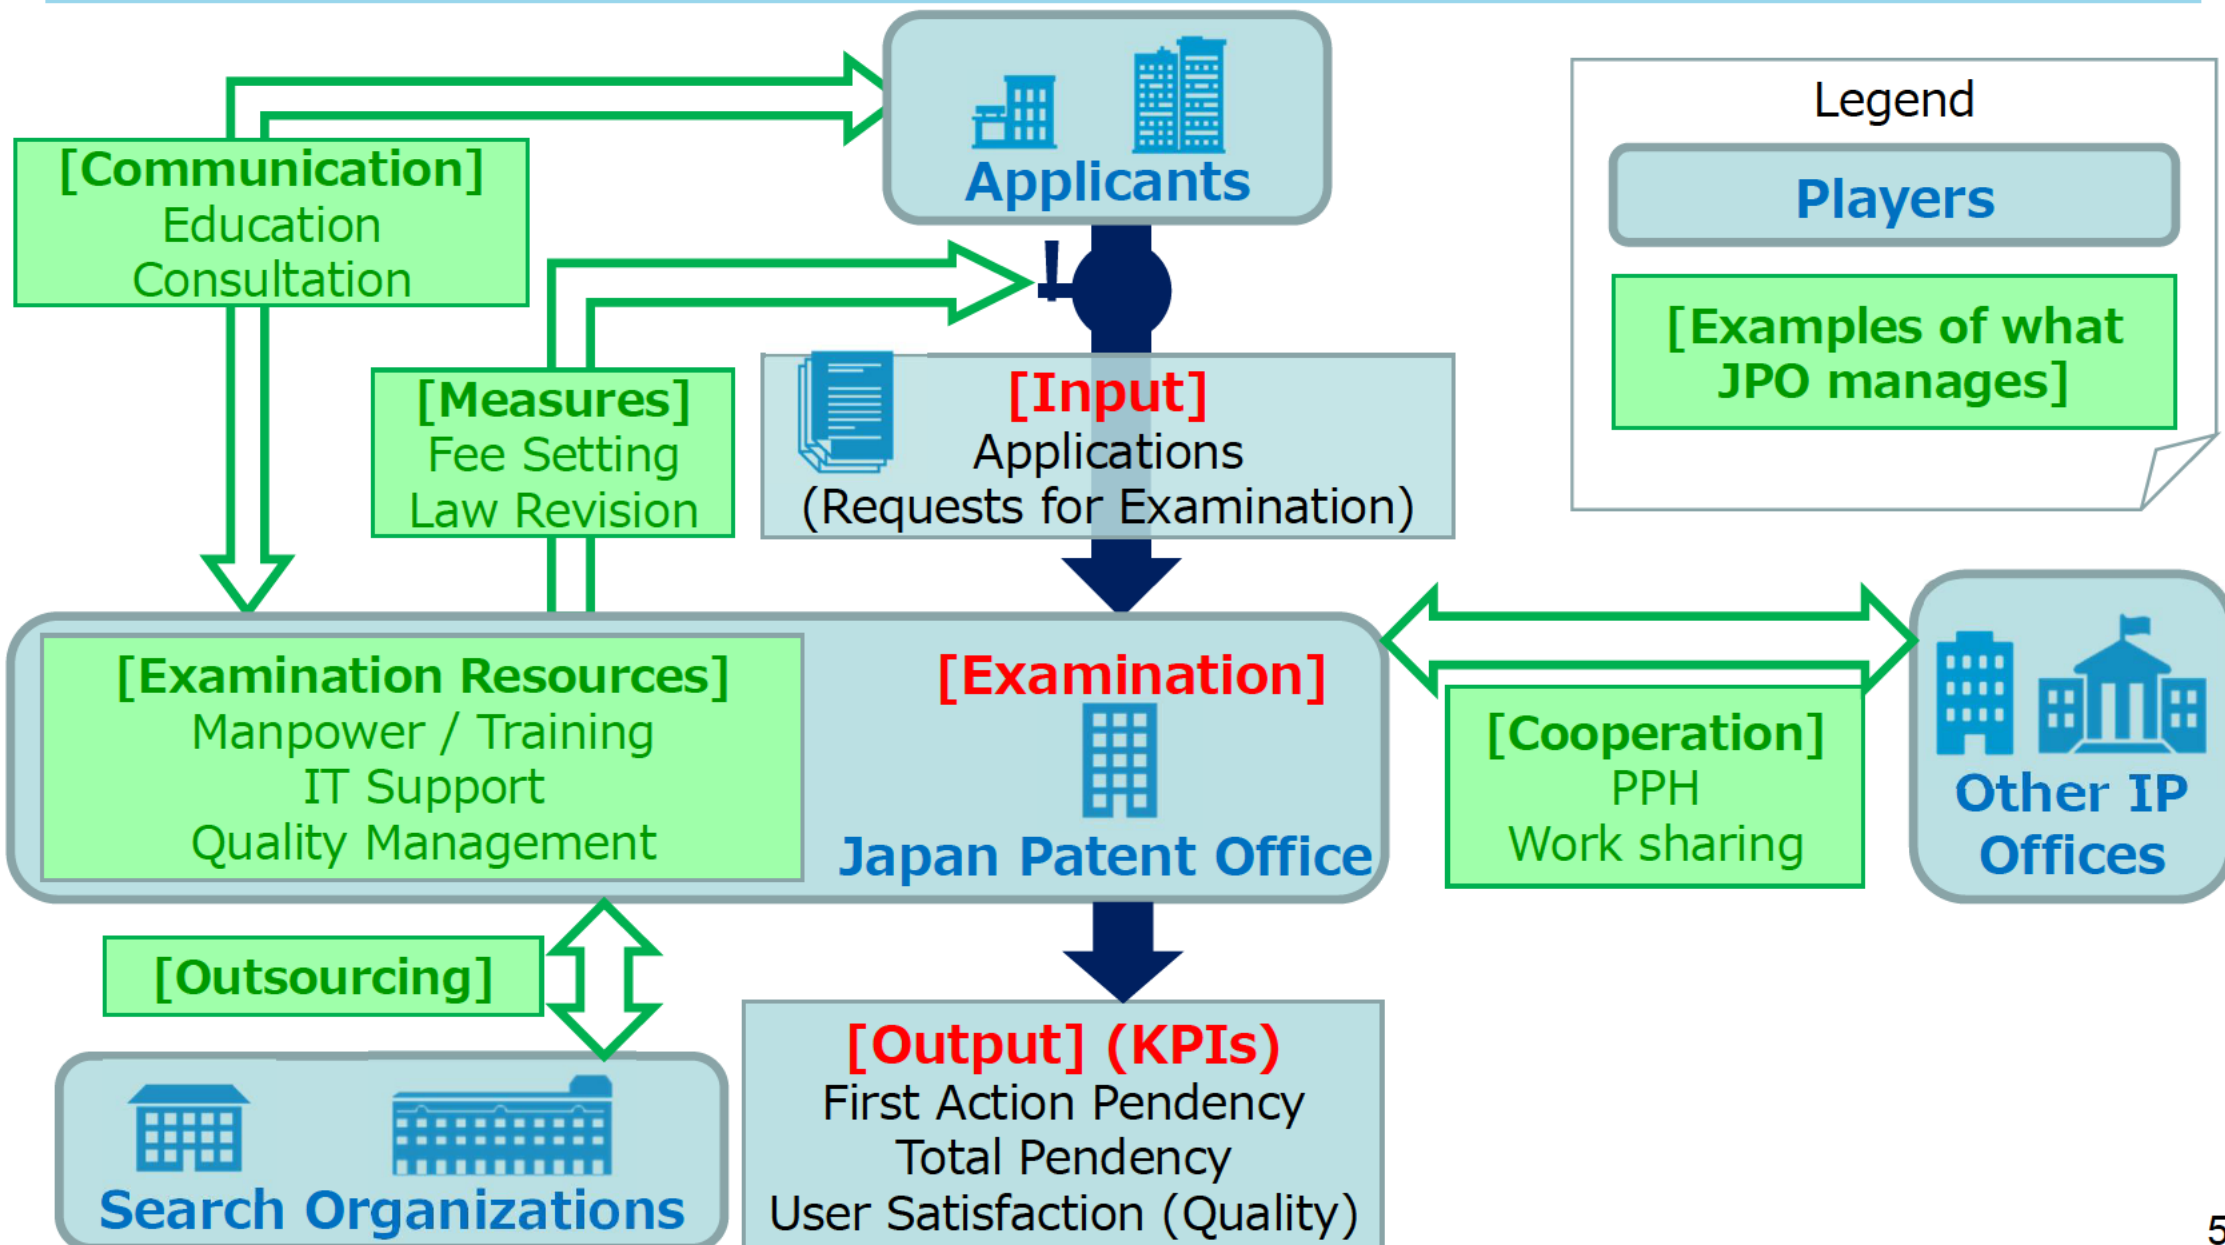 Applicants
Legend
Players
[Examples of what
JPO manages]
[Communication]
Education
Consultation
[Measures]
Fee Setting
Law Revision
[Input]
Applications
(Requests for Examination)
[Examination Resources]
Manpower / Training
IT Support
Quality Management
[Examination]
Japan Patent Office
[Cooperation]
PPH
Work sharing
Other IP
Offices
[Outsourcing]
Search Organizations
[Output] (KPIs)
First Action Pendency
Total Pendency
User Satisfaction (Quality)
5